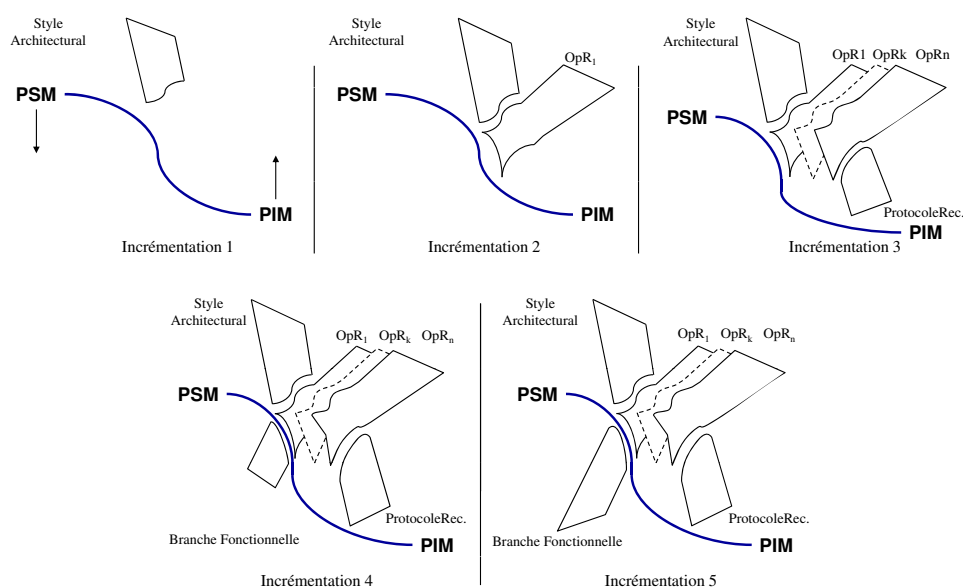 Style
Architectural
PSM
PIM
Incrémentation 1
Style
Architectural
OpR1
PSM
PIM
Incrémentation 2
Style
Architectural
OpR1 OpRk OpRn
PSM
ProtocoleRec.
PIM
Incrémentation 3
Style
Architectural
OpR1 OpRk OpRn
PSM
ProtocoleRec.
Branche Fonctionnelle
PIM
Incrémentation 4
Style
Architectural
OpR1 OpRk OpRn
PSM
ProtocoleRec.
Branche Fonctionnelle
PIM
Incrémentation 5